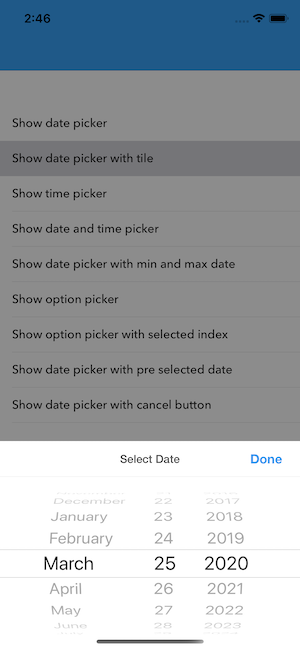 2:46
Show date picker
Show date picker with tile
Show time picker
Show date and time picker
Show date picker with min and max date
Show option picker
Show option picker with selected index
Show date picker with pre selected date
Show date picker with cancel button
Select Date Done
December 22 2017
January 23 2018
February 24 2019
March 25 2020
April 26 2021
May 27 2022
June 28 2023